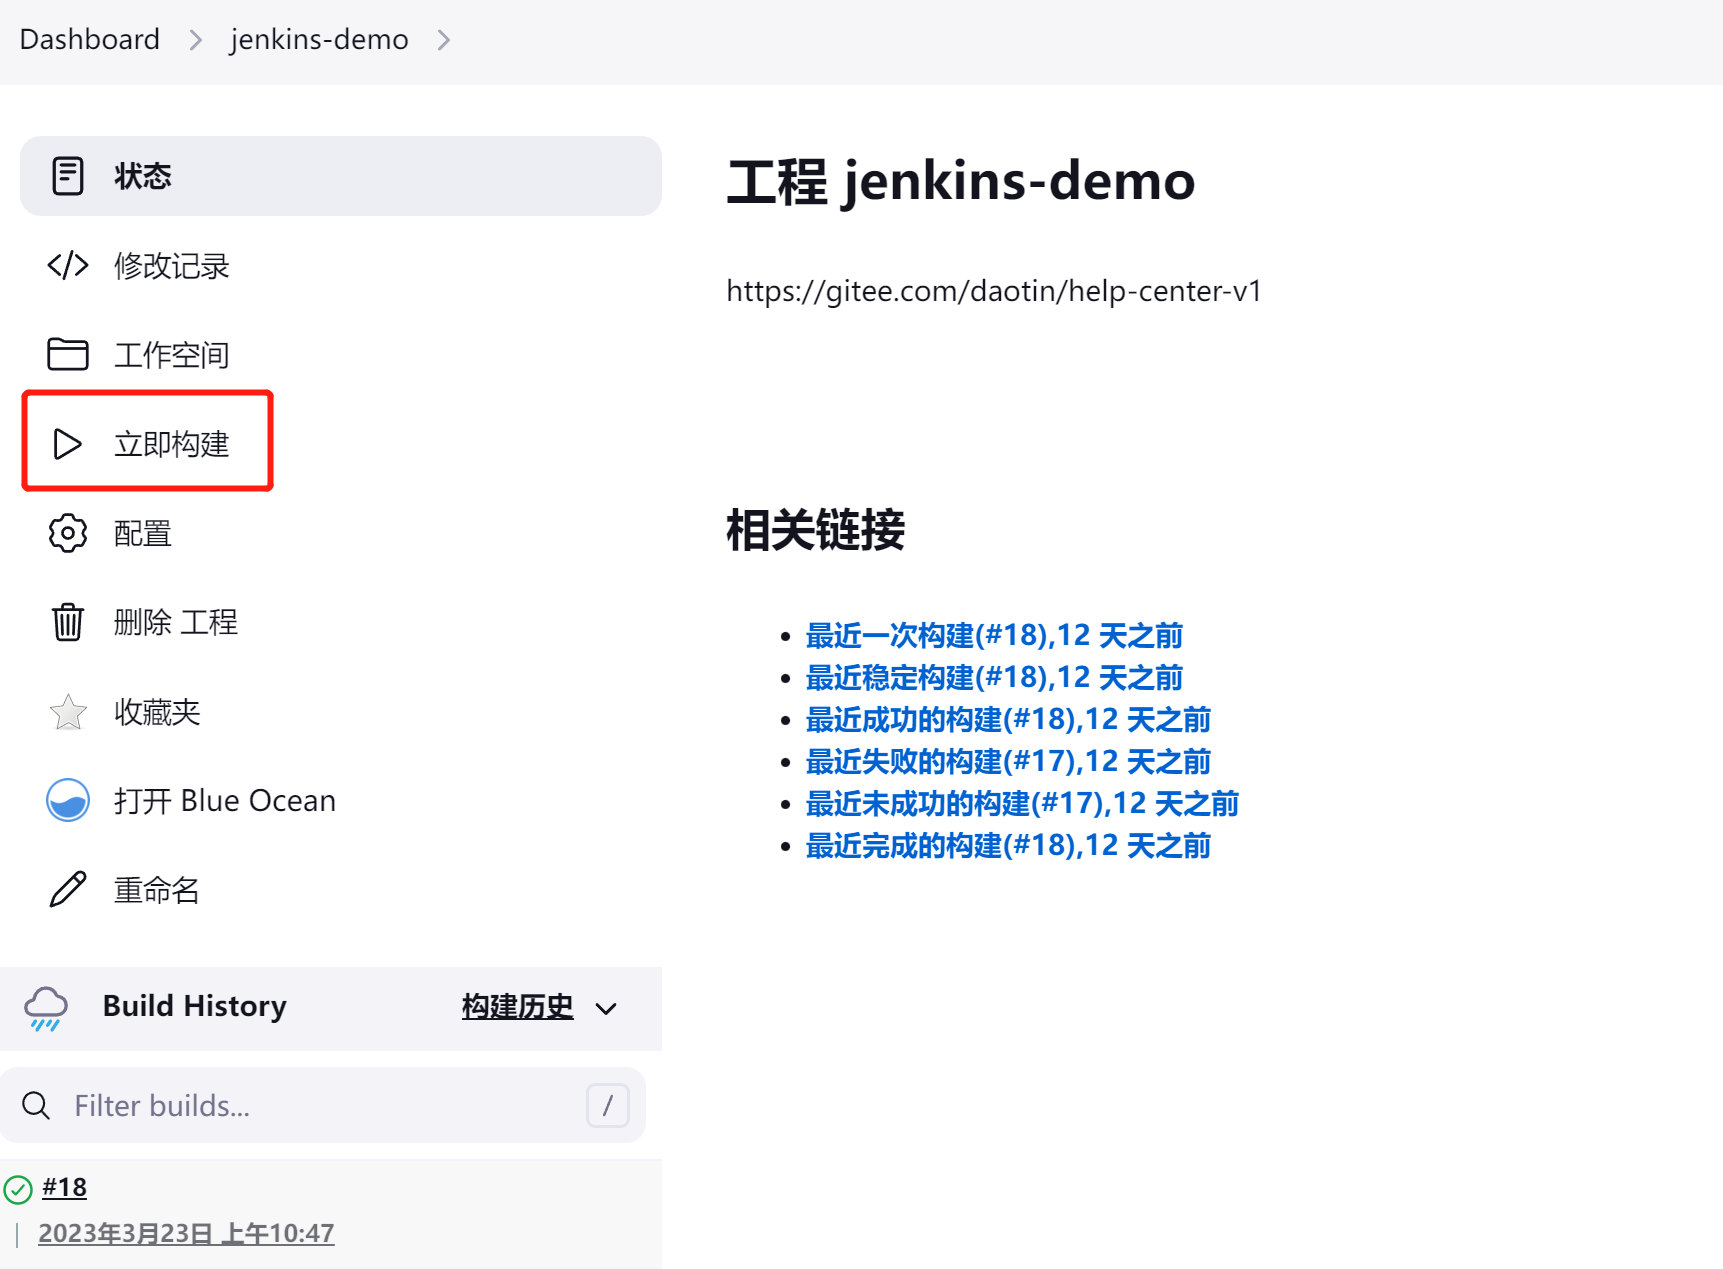 Dashboard
jenkins-demo
状态
修改记录
工作空间
立即构建
配置
删除 工程
收藏夹
打开 Blue Ocean
重命名
Build History
构建历史
Filter builds...
/
#18
2023年3月23日 上午10:47
工程 jenkins-demo
https://gitee.com/daotin/help-center-v1
相关链接
最近一次构建(#18),12 天之前
最近稳定构建(#18),12 天之前
最近成功的构建(#18),12 天之前
最近失败的构建(#17),12 天之前
最近未成功的构建(#17),12 天之前
最近完成的构建(#18),12 天之前